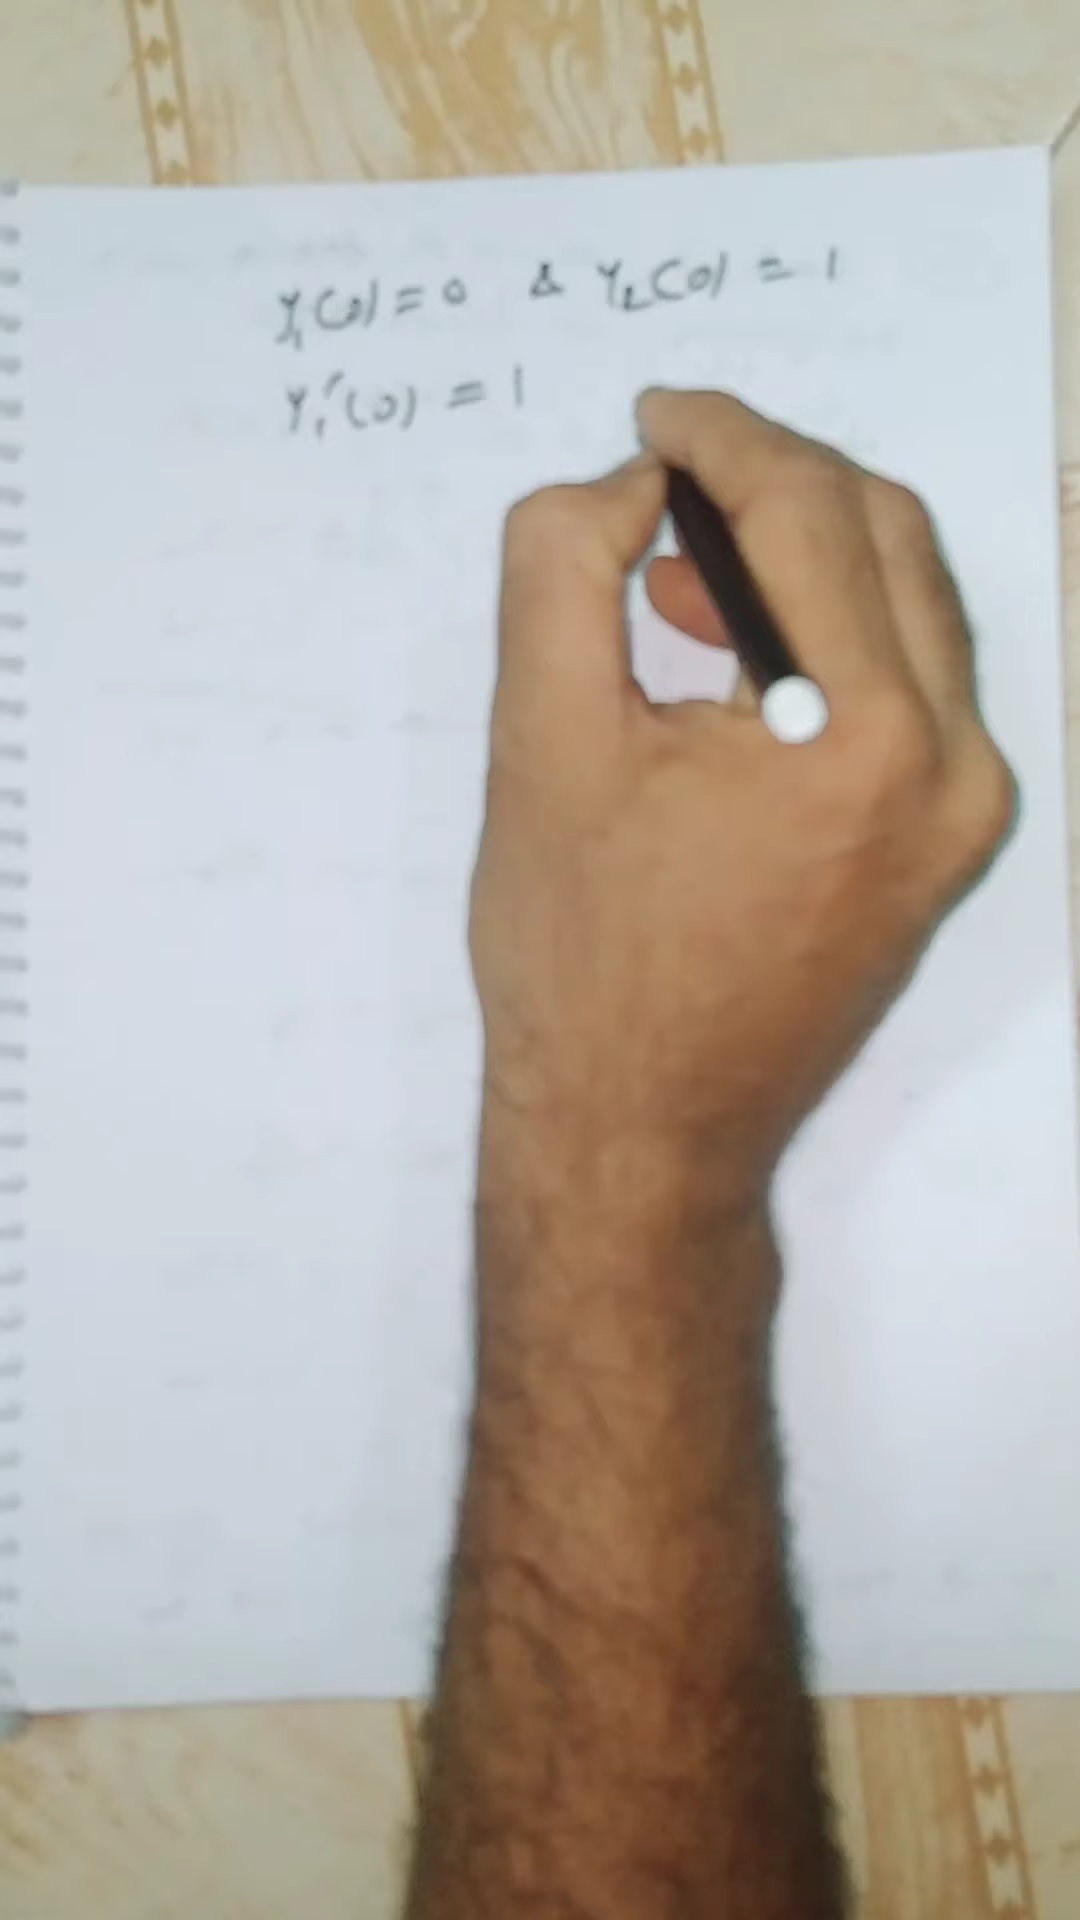 Y₁(0) = 0 & Y₂(0) = 1
Y₁'(0) = 1